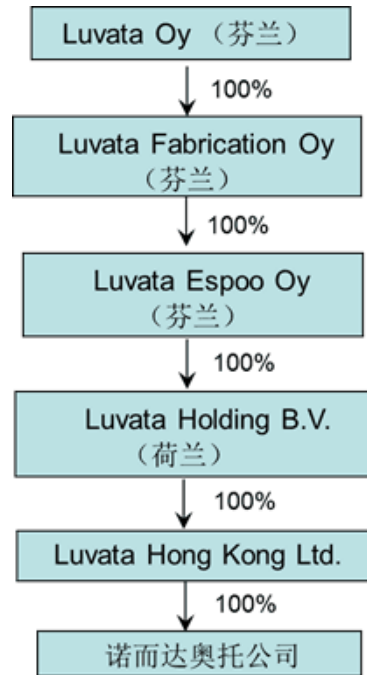 Luvata Oy （芬兰）
100%
Luvata Fabrication Oy
（芬兰）
100%
Luvata Espoo Oy
（芬兰）
100%
Luvata Holding B.V.
（荷兰）
100%
Luvata Hong Kong Ltd.
100%
诺而达奥托公司